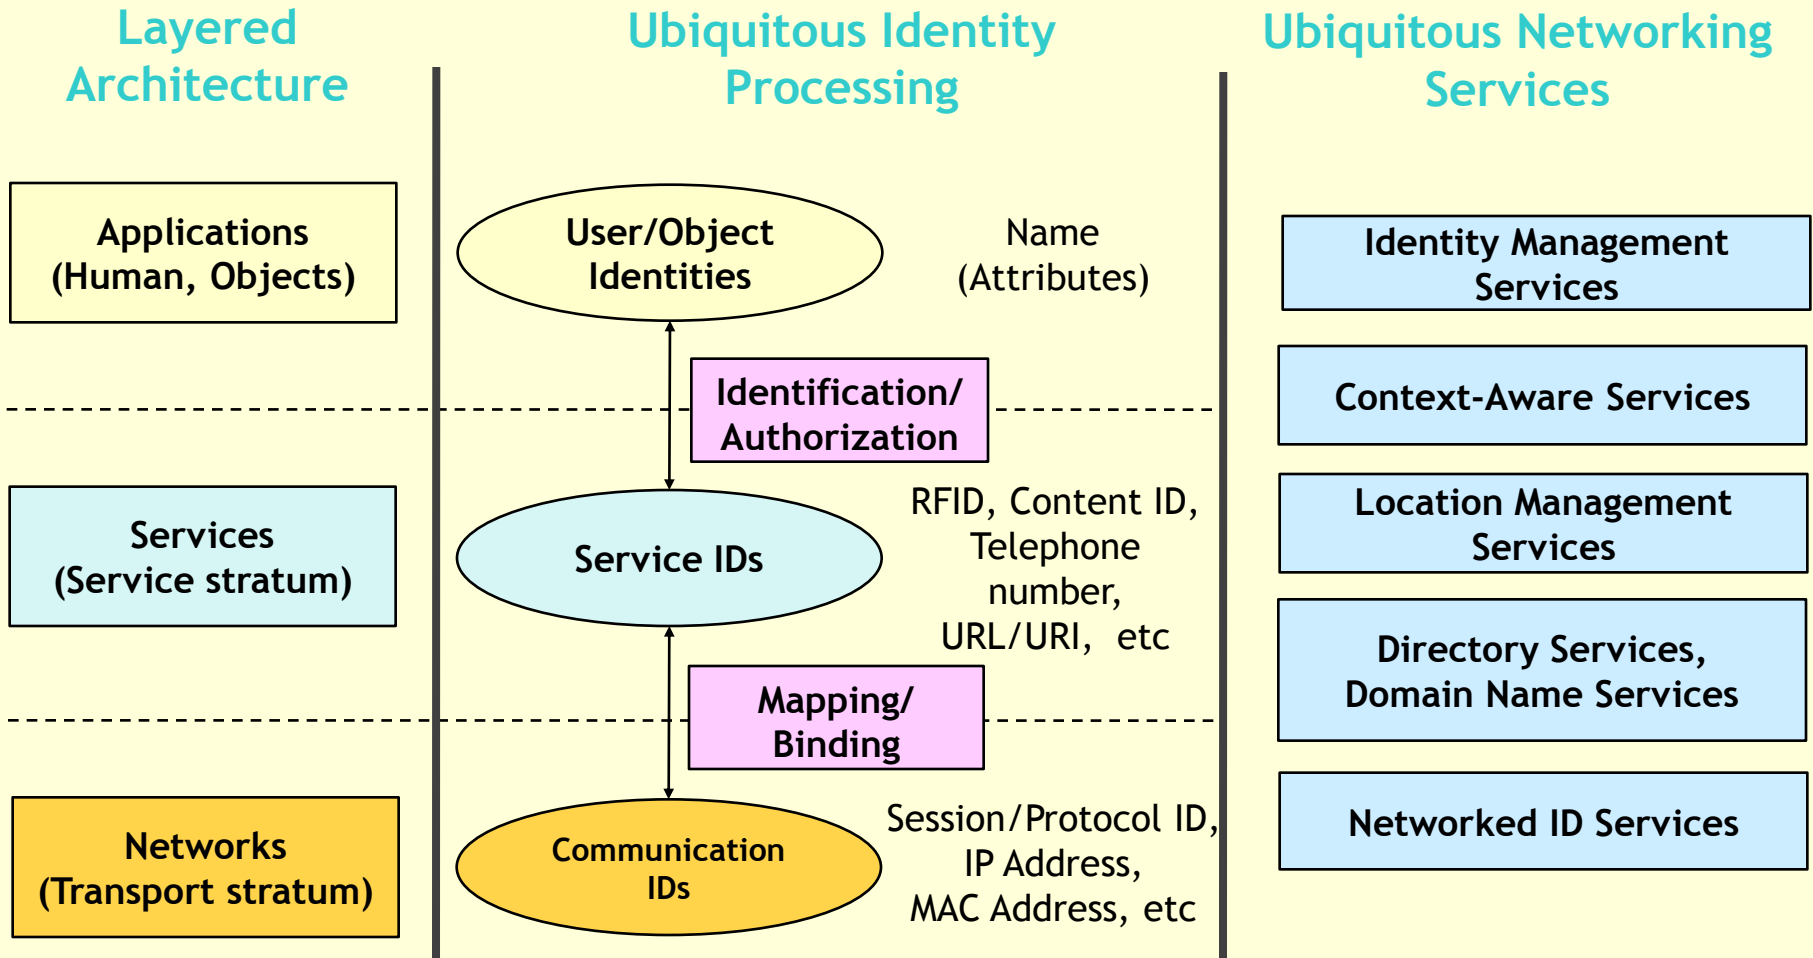 Layered
Architecture
Ubiquitous Identity
Processing
Ubiquitous Networking
Services
Applications
(Human, Objects)
User/Object
Identities
Name
(Attributes)
Identification/
Authorization
Services
(Service stratum)
Service IDs
RFID, Content ID,
Telephone
number,
URL/URI, etc
Mapping/
Binding
Networks
(Transport stratum)
Communication
IDs
Session/Protocol ID,
IP Address,
MAC Address, etc
Identity Management
Services
Context-Aware Services
Location Management
Services
Directory Services,
Domain Name Services
Networked ID Services